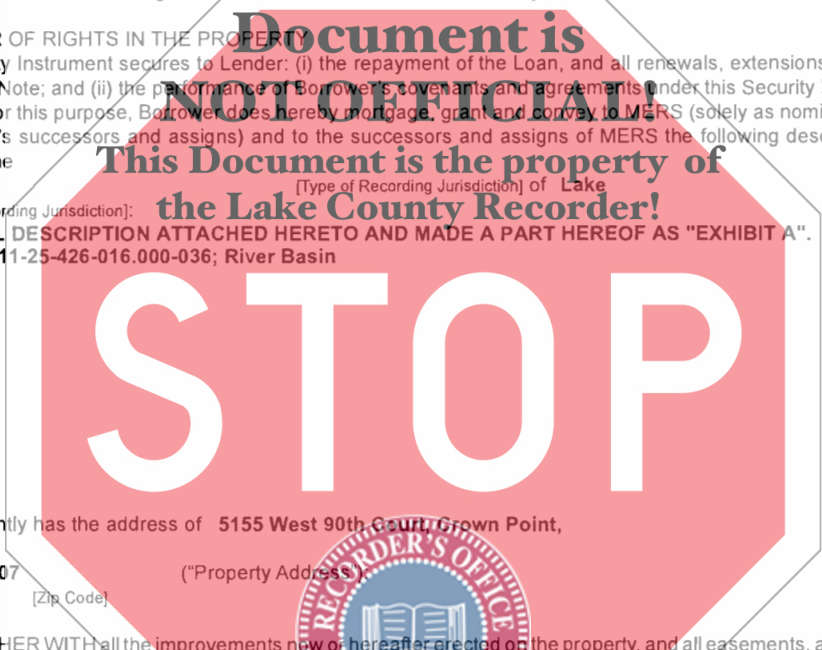 OF RIGHTS IN THE PROPERTY
Document is
y Instrument secures to Lender: (i) the repayment of the Loan, and all renewals, extensions
Note; and (ii) the performance of Borrower's covenants and agreements under this Security
NOT OFFICIAL!
r this purpose, Borrower does hereby mortgage, grant and convey to MERS (solely as nomi
's successors and assigns) and to the successors and assigns of MERS the following desc
This Document is the property of
e
[Type of Recording Jurisdiction] of Lake
rding Jurisdiction]:
the Lake County Recorder!
DESCRIPTION ATTACHED HERETO AND MADE A PART HEREOF AS "EXHIBIT A".
11-25-426-016.000-036; River Basin
STOP
ntly has the address of 5155 West 90th Court, Crown Point,
RECORDER'S OFFICE
07 ("Property Address"):
[Zip Code]
HER WITH all the improvements now or hereafter erected on the property, and all easements, a